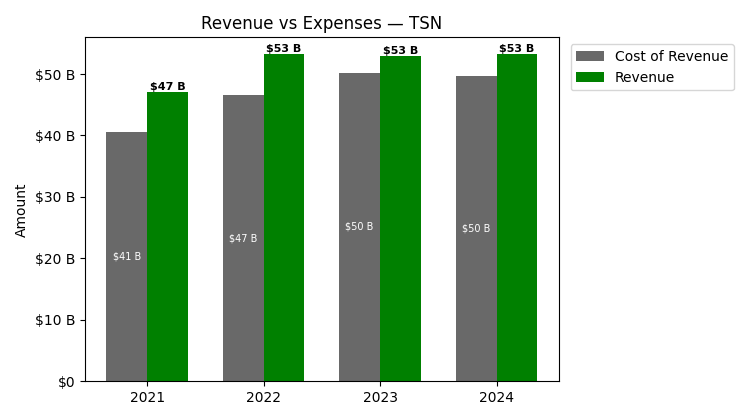 Revenue vs Expenses — TSN
Cost of Revenue
Revenue
Amount
$50 B
$40 B
$30 B
$20 B
$10 B
$0
$47 B
$53 B
$53 B
$53 B
$41 B
$47 B
$50 B
$50 B
2021
2022
2023
2024